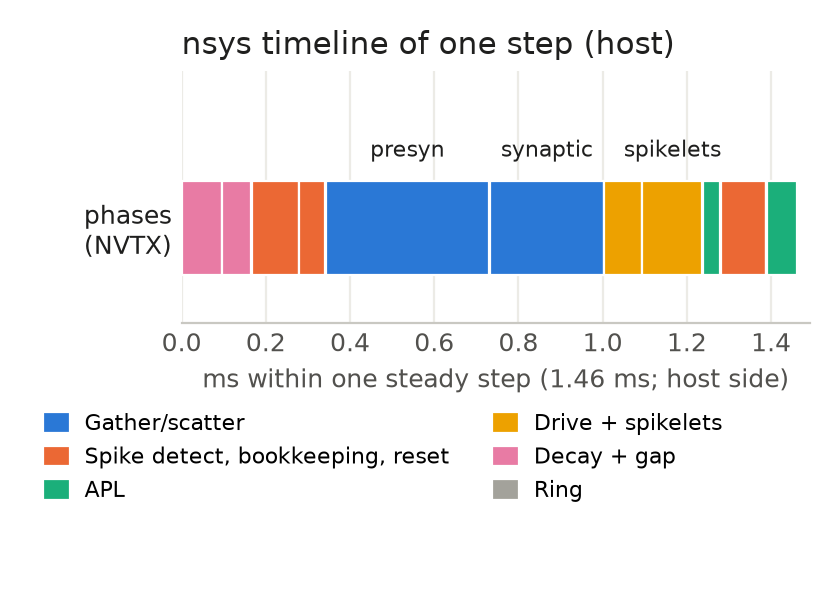 nsys timeline of one step (host)
presyn synaptic spikelets
phases
(NVTX)
0.0 0.2 0.4 0.6 0.8 1.0 1.2 1.4
ms within one steady step (1.46 ms; host side)
Gather/scatter
Spike detect, bookkeeping, reset
APL
Drive + spikelets
Decay + gap
Ring